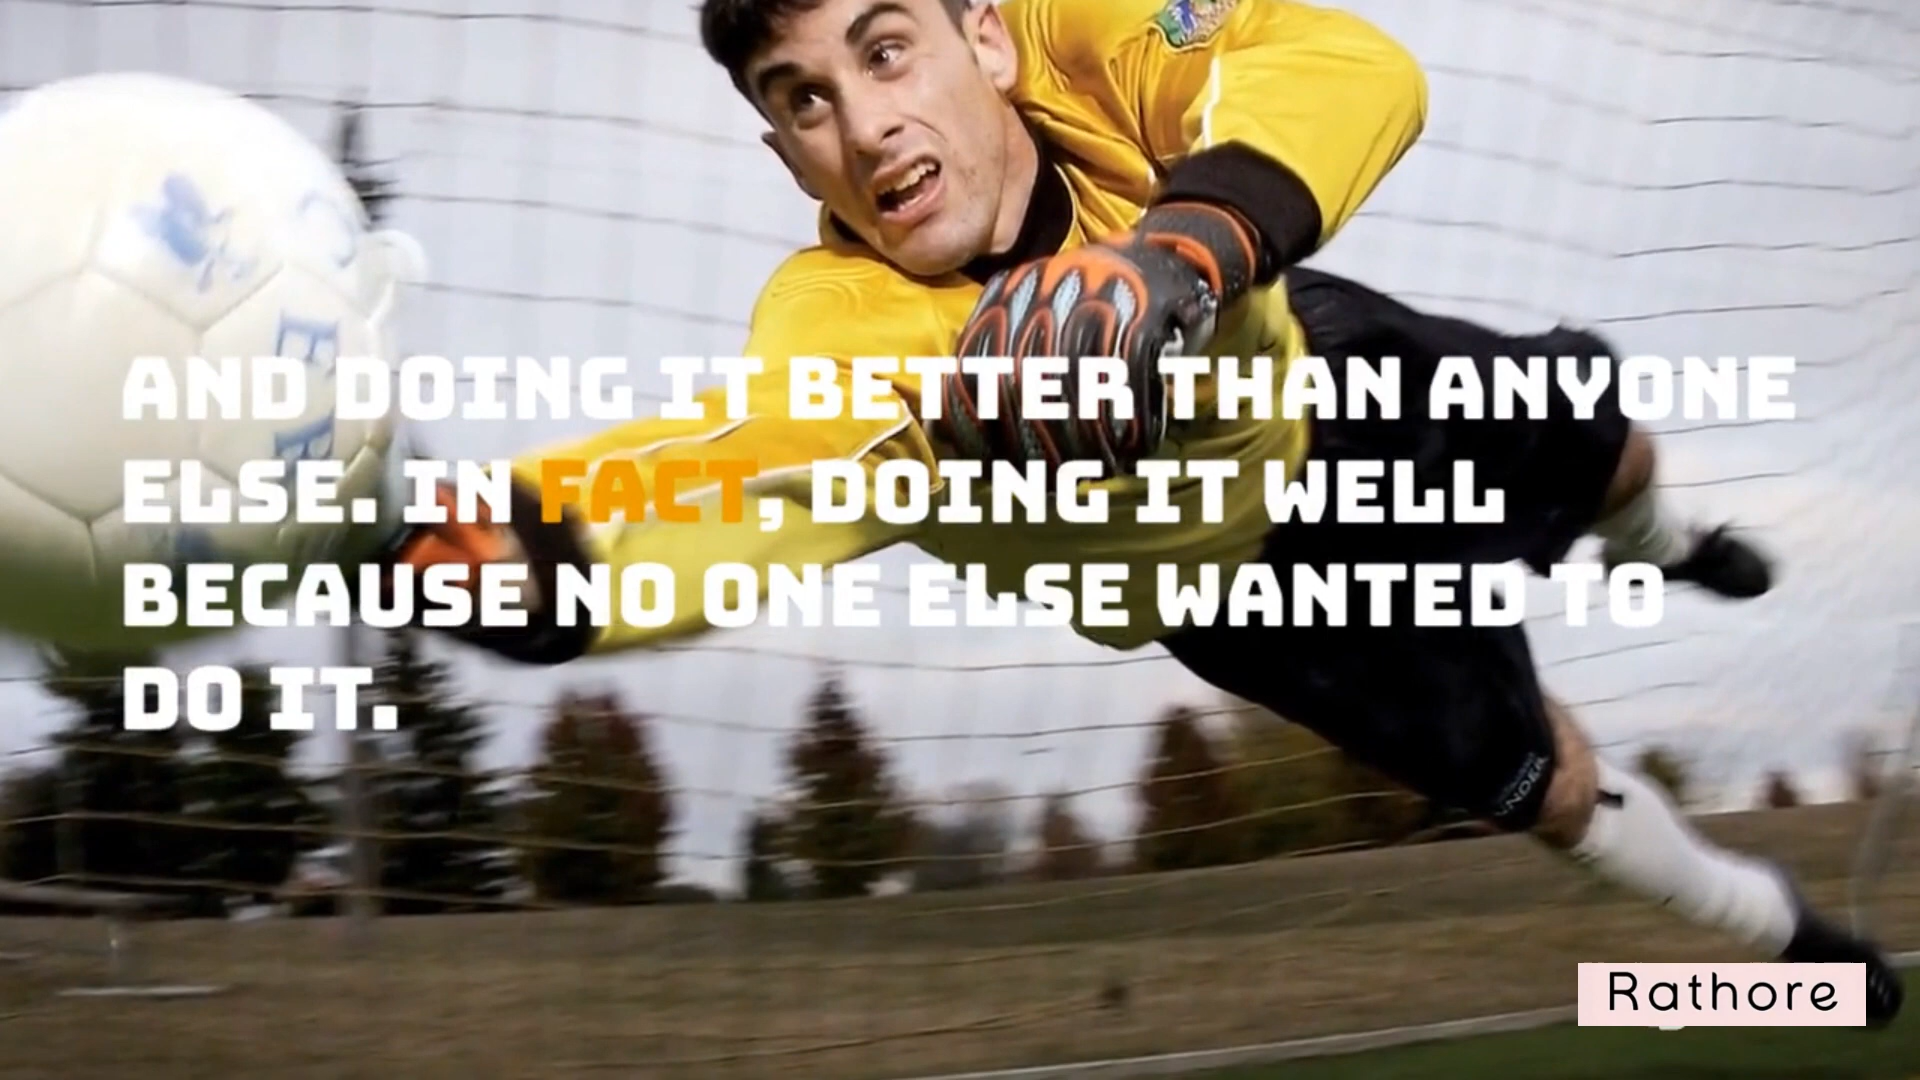 AND DOING IT BETTER THAN ANYONE
ELSE. IN FACT, DOING IT WELL
BECAUSE NO ONE ELSE WANTED TO
DO IT.
Rathore